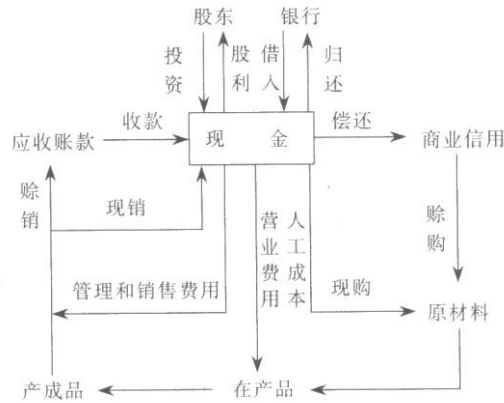 股东
银行
投资
股利
借入
归还
应收账款
收款
现金
偿还
商业信用
赊销
现销
营业费用
人工成本
赊购
管理和销售费用
现购
原材料
产成品
在产品